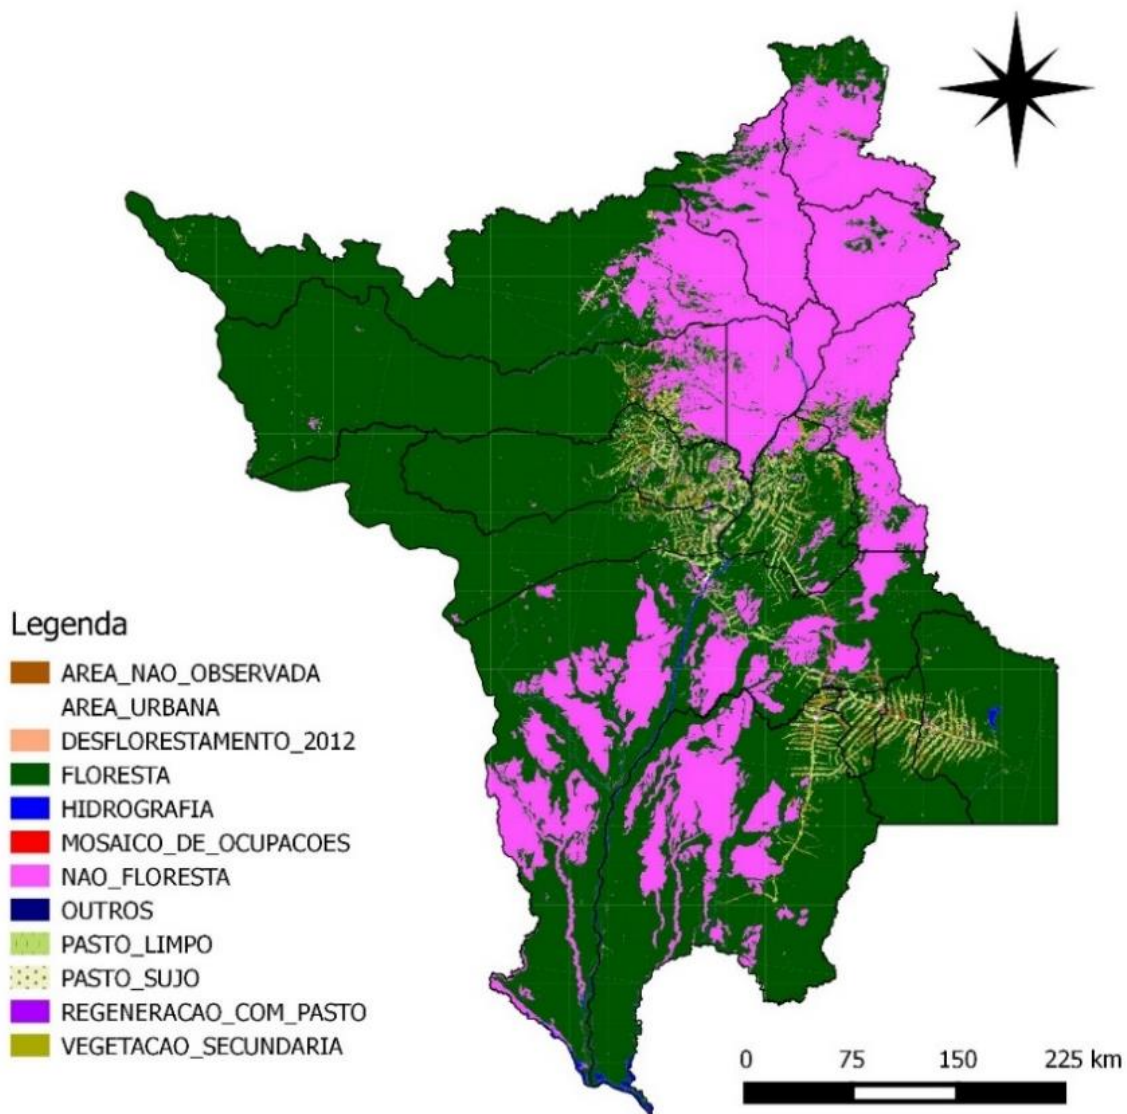 Legenda
AREA_NAO_OBSERVADA
AREA_URBANA
DESFLORESTAMENTO_2012
FLORESTA
HIDROGRAFIA
MOSAICO_DE_OCUPACOES
NAO_FLORESTA
OUTROS
PASTO_LIMPO
PASTO_SUJO
REGENERACAO_COM_PASTO
VEGETACAO_SECUNDARIA
0 75 150 225 km